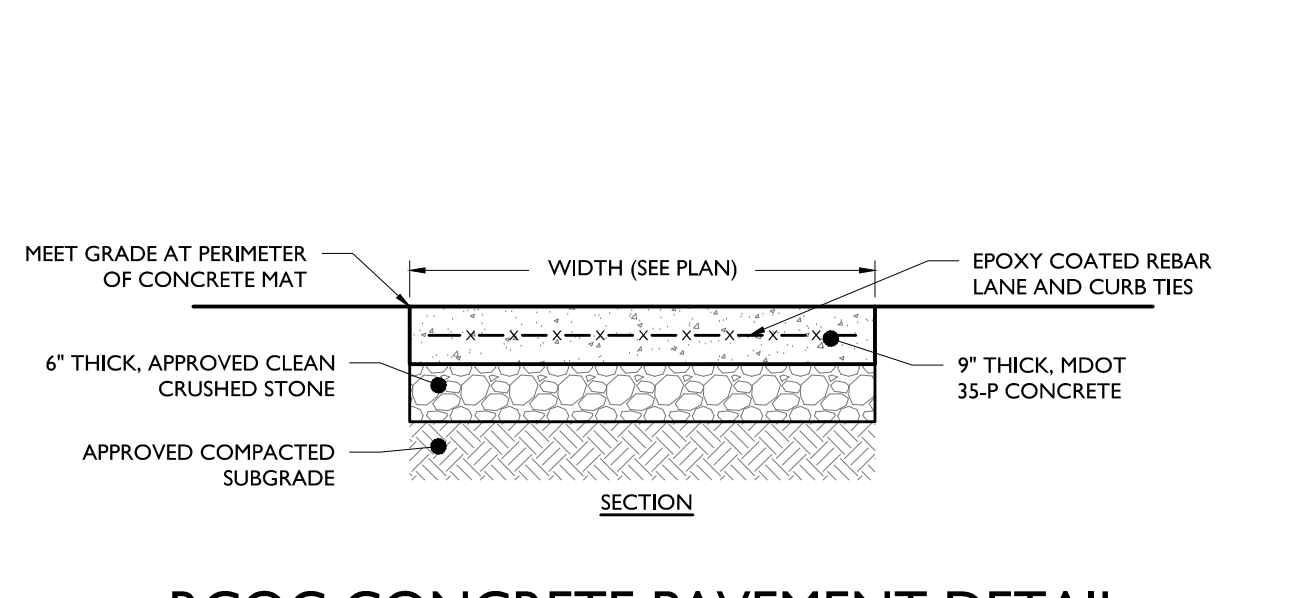 MEET GRADE AT PERIMETER
OF CONCRETE MAT
WIDTH (SEE PLAN)
EPOXY COATED REBAR
LANE AND CURB TIES
6" THICK, APPROVED CLEAN
CRUSHED STONE
9" THICK, MDOT
35-P CONCRETE
APPROVED COMPACTED
SUBGRADE
SECTION
RCOC CONCRETE PAVEMENT DETAIL